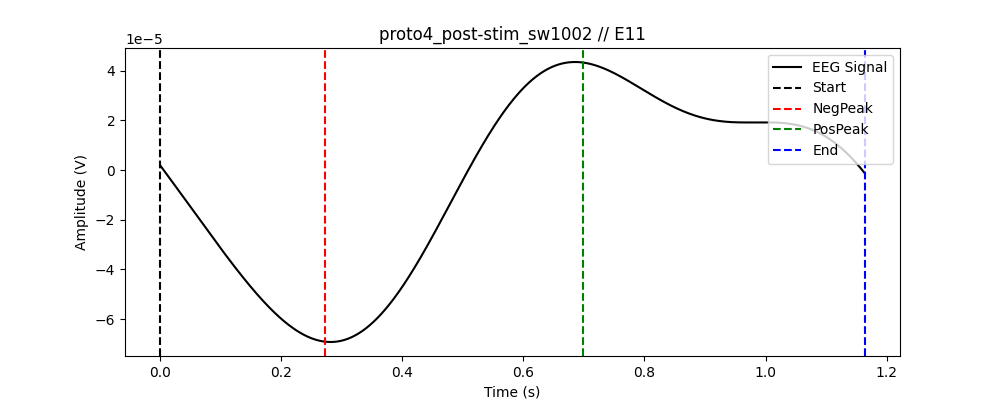 proto4_post-stim_sw1002 // E11
1e−5
4
2
0
−2
−4
−6
Amplitude (V)
EEG Signal
Start
NegPeak
PosPeak
End
0.0 0.2 0.4 0.6 0.8 1.0 1.2
Time (s)